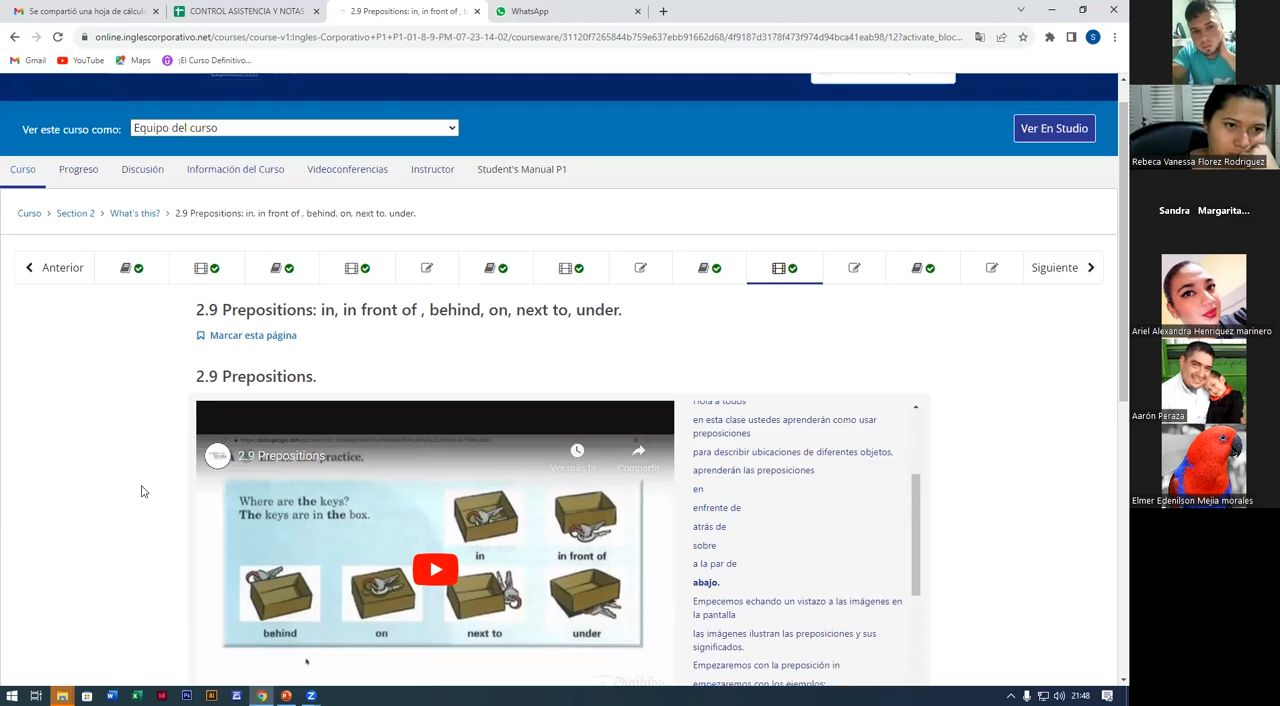 Se compartió una hoja de cálcul
CONTROL ASISTENCIA Y NOTAS
2.9 Prepositions: in, in front of , b
WhatsApp
online.inglescorporativo.net/courses/course-v1:Ingles-Corporativo+P1+P1-01-8-9-PM-07-23-14-02/courseware/31120f7265844b759e637ebb91662d68/4f9187d3178f473f974d94bca41eab98/12?activate_bloc...
S
Gmail
YouTube
Maps
¡El Curso Definitivo...
Ver este curso como:
Equipo del curso
Ver En Studio
Curso
Progreso
Discusión
Información del Curso
Videoconferencias
Instructor
Student's Manual P1
Curso > Section 2 > What's this? > 2.9 Prepositions: in, in front of , behind, on, next to, under.
Anterior
Siguiente
2.9 Prepositions: in, in front of , behind, on, next to, under.
Marcar esta página
2.9 Prepositions.
2.9 Prepositions
practice.
Ver más ta...
Compartir
Where are the keys?
The keys are in the box.
in
in front of
behind
on
next to
under
Hola a todos
en esta clase ustedes aprenderán como usar
preposiciones
para describir ubicaciones de diferentes objetos,
aprenderán las preposiciones
en
enfrente de
atrás de
sobre
a la par de
abajo.
Empecemos echando un vistazo a las imágenes en
la pantalla
las imágenes ilustran las preposiciones y sus
significados.
Empezaremos con la preposición in
empezaremos con los ejemplos:
Rebeca Vanessa Florez Rodriguez
Sandra Margarita...
Ariel Alexandra Henriquez marinero
Aarón Peraza
Elmer Edenilson Mejia morales
21:48